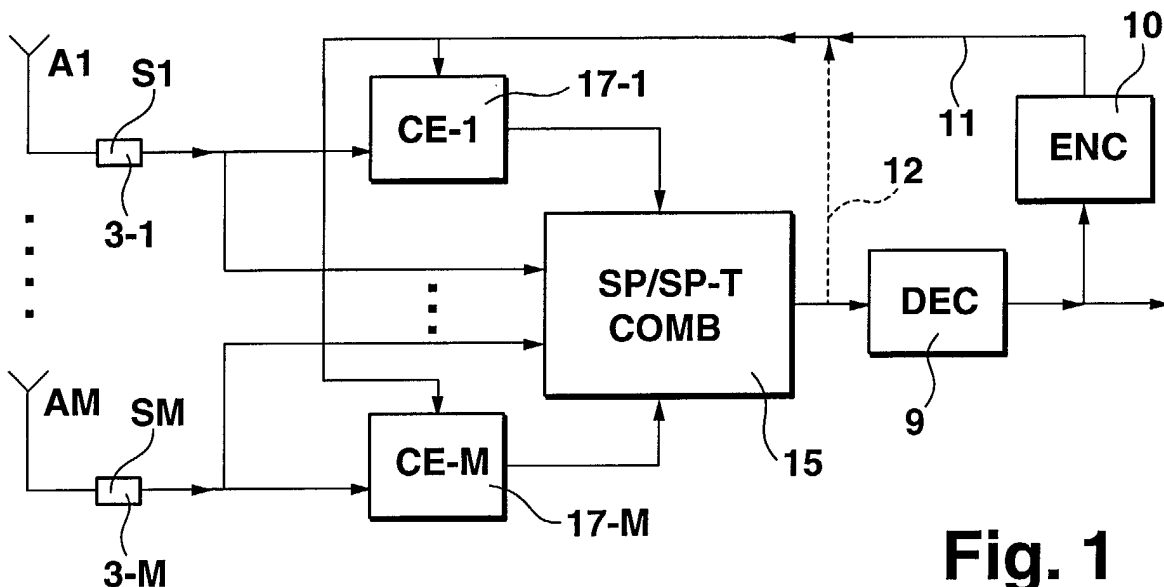 A1
S1
3-1
CE-1
17-1
11
10
ENC
12
SP/SP-T
COMB
DEC
9
15
AM
SM
3-M
CE-M
17-M
Fig. 1